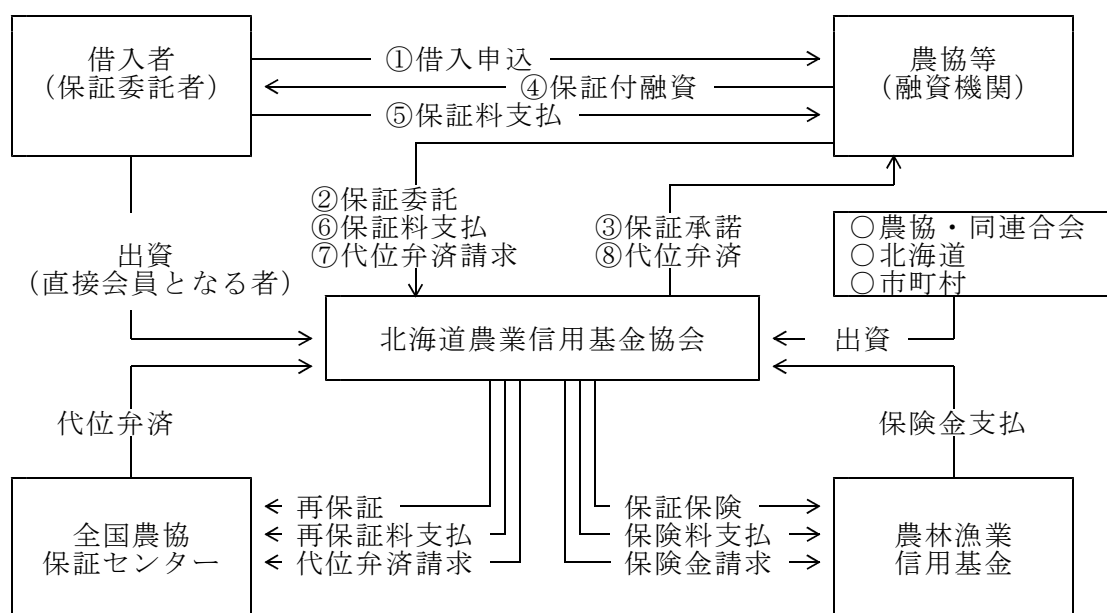 借入者
(保証委託者)
①借入申込
④保証付融資
⑤保証料支払
農協等
(融資機関)
②保証委託
⑥保証料支払
⑦代位弁済請求
③保証承諾
⑧代位弁済
○農協・同連合会
○北海道
○市町村
出資
(直接会員となる者)
北海道農業信用基金協会
出資
代位弁済
保険金支払
全国農協
保証センター
再保証
再保証料支払
代位弁済請求
保証保険
保険料支払
保険金請求
農林漁業
信用基金